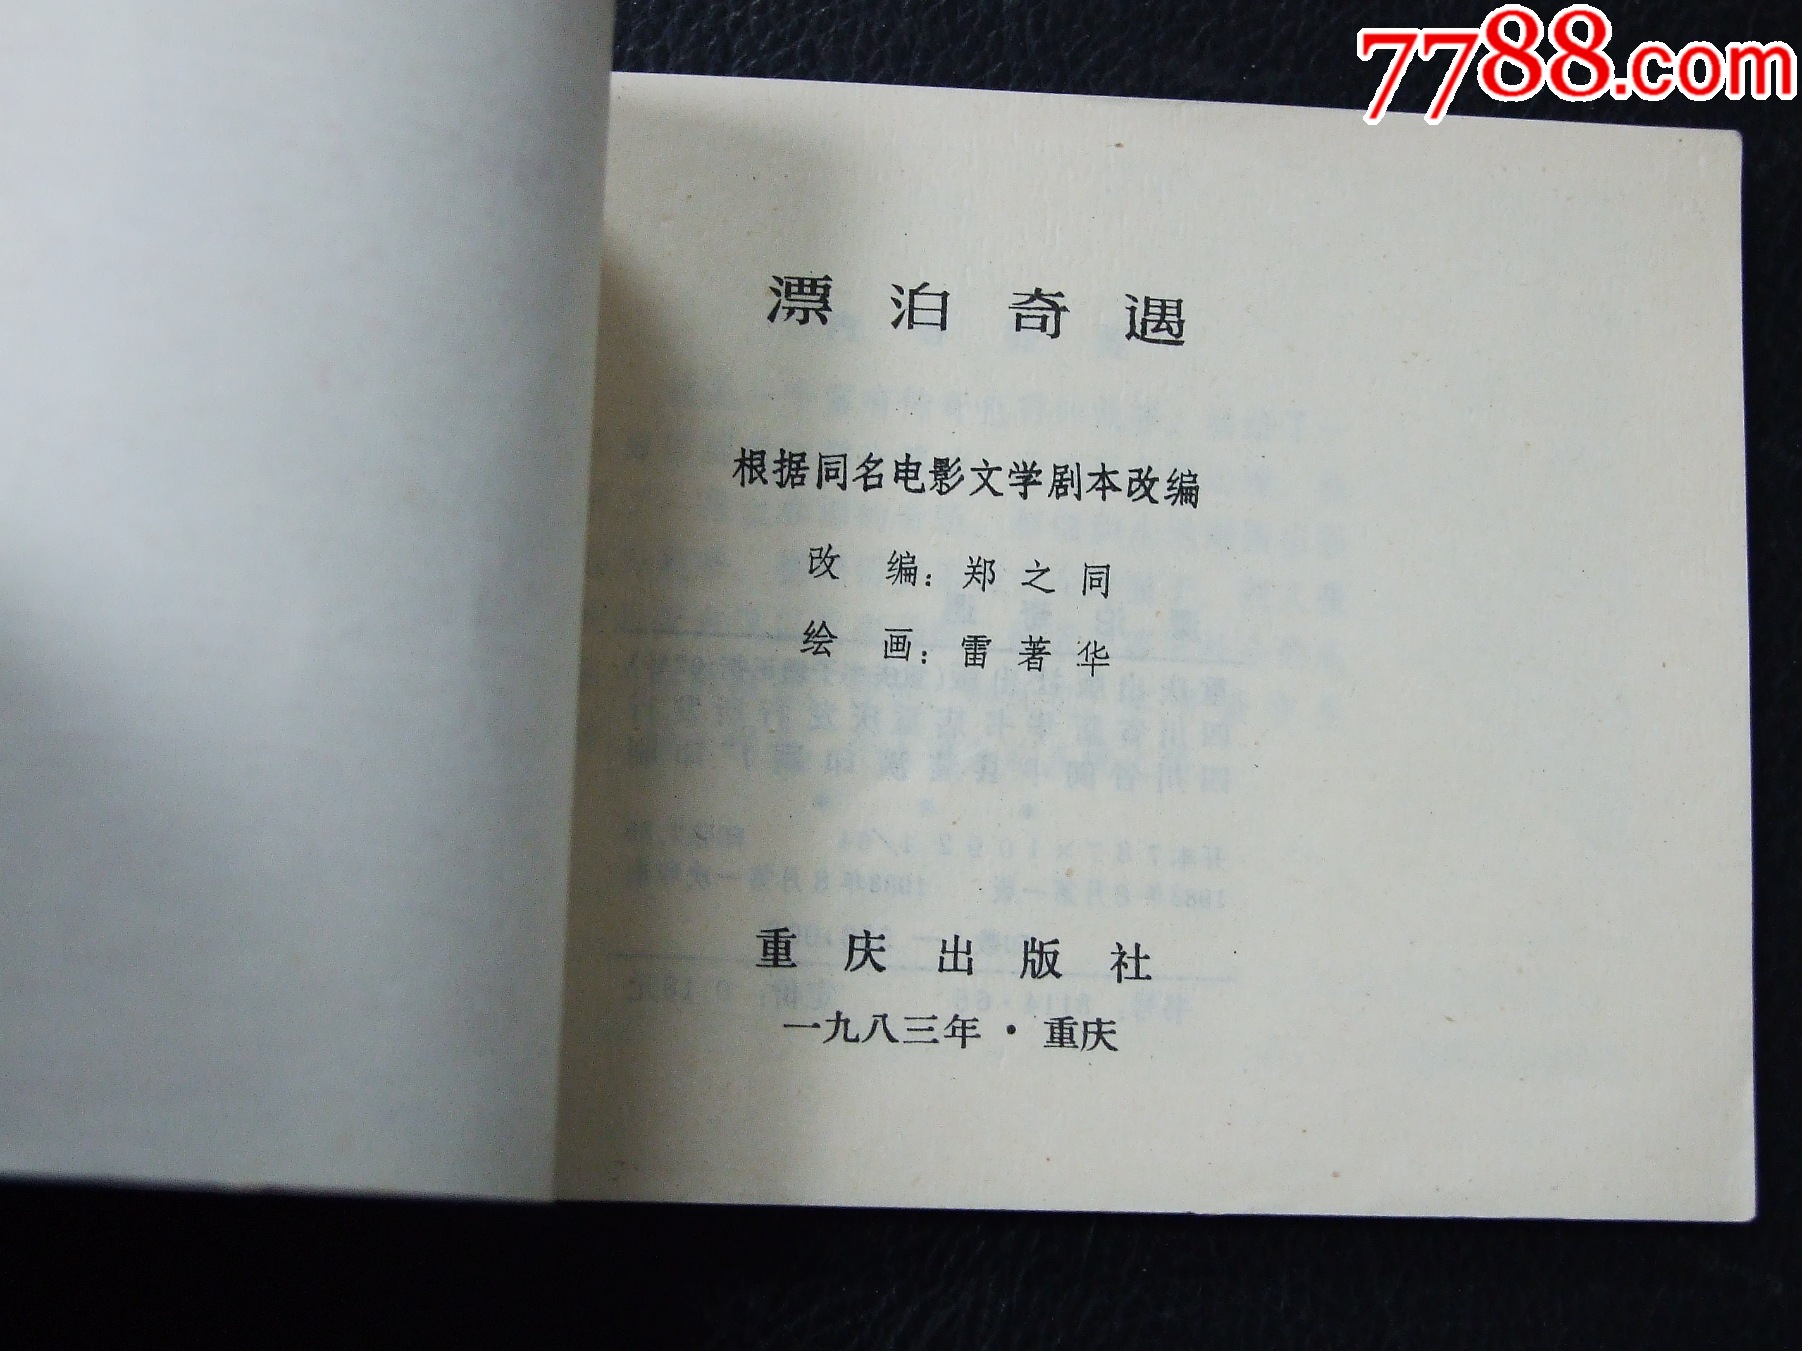 7788.com
漂泊奇遇
根据同名电影文学剧本改编
改编：郑之同
绘画：雷著华
重庆出版社
一九八三年·重庆